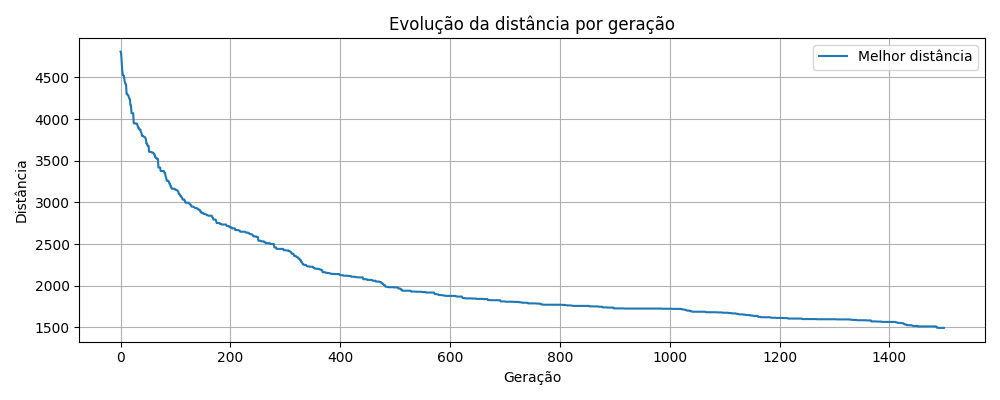 Evolução da distância por geração
Melhor distância
4500
4000
3500
3000
2500
2000
1500
Distância
0 200 400 600 800 1000 1200 1400
Geração